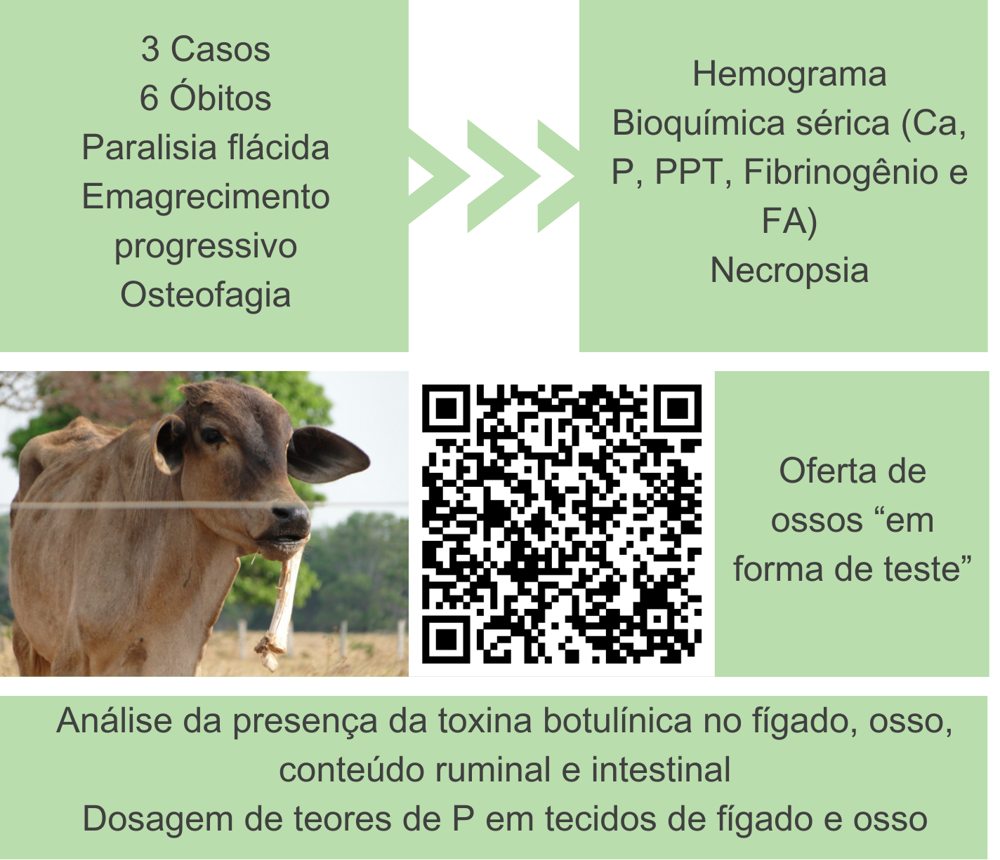 3 Casos
6 Óbitos
Paralisia flácida
Emagrecimento
progressivo
Osteofagia
Hemograma
Bioquímica sérica (Ca,
P, PPT, Fibrinogênio e
FA)
Necropsia
Oferta de
ossos “em
forma de teste”
Análise da presença da toxina botulínica no fígado, osso,
conteúdo ruminal e intestinal
Dosagem de teores de P em tecidos de fígado e osso